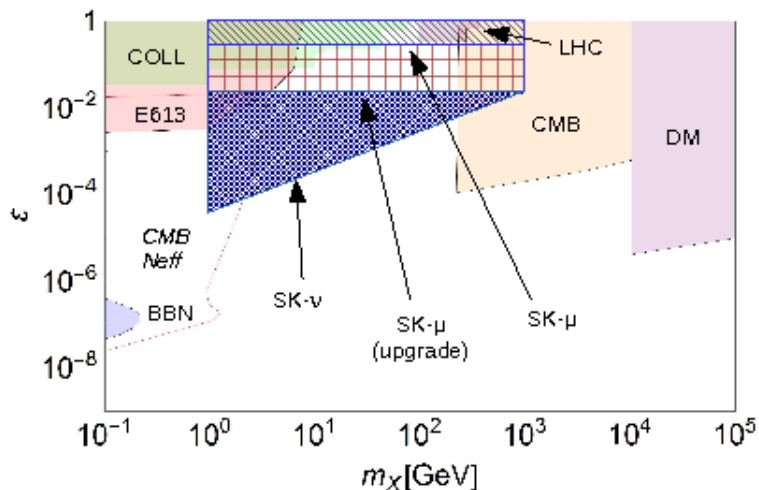 1
COLL
LHC
10⁻²
E613
CMB
DM
10⁻⁴
ε
CMB
Neff
10⁻⁶
SK-ν
SK-μ
(upgrade)
SK-μ
BBN
10⁻⁸
10⁻¹ 10⁰ 10¹ 10² 10³ 10⁴ 10⁵
mχ[GeV]